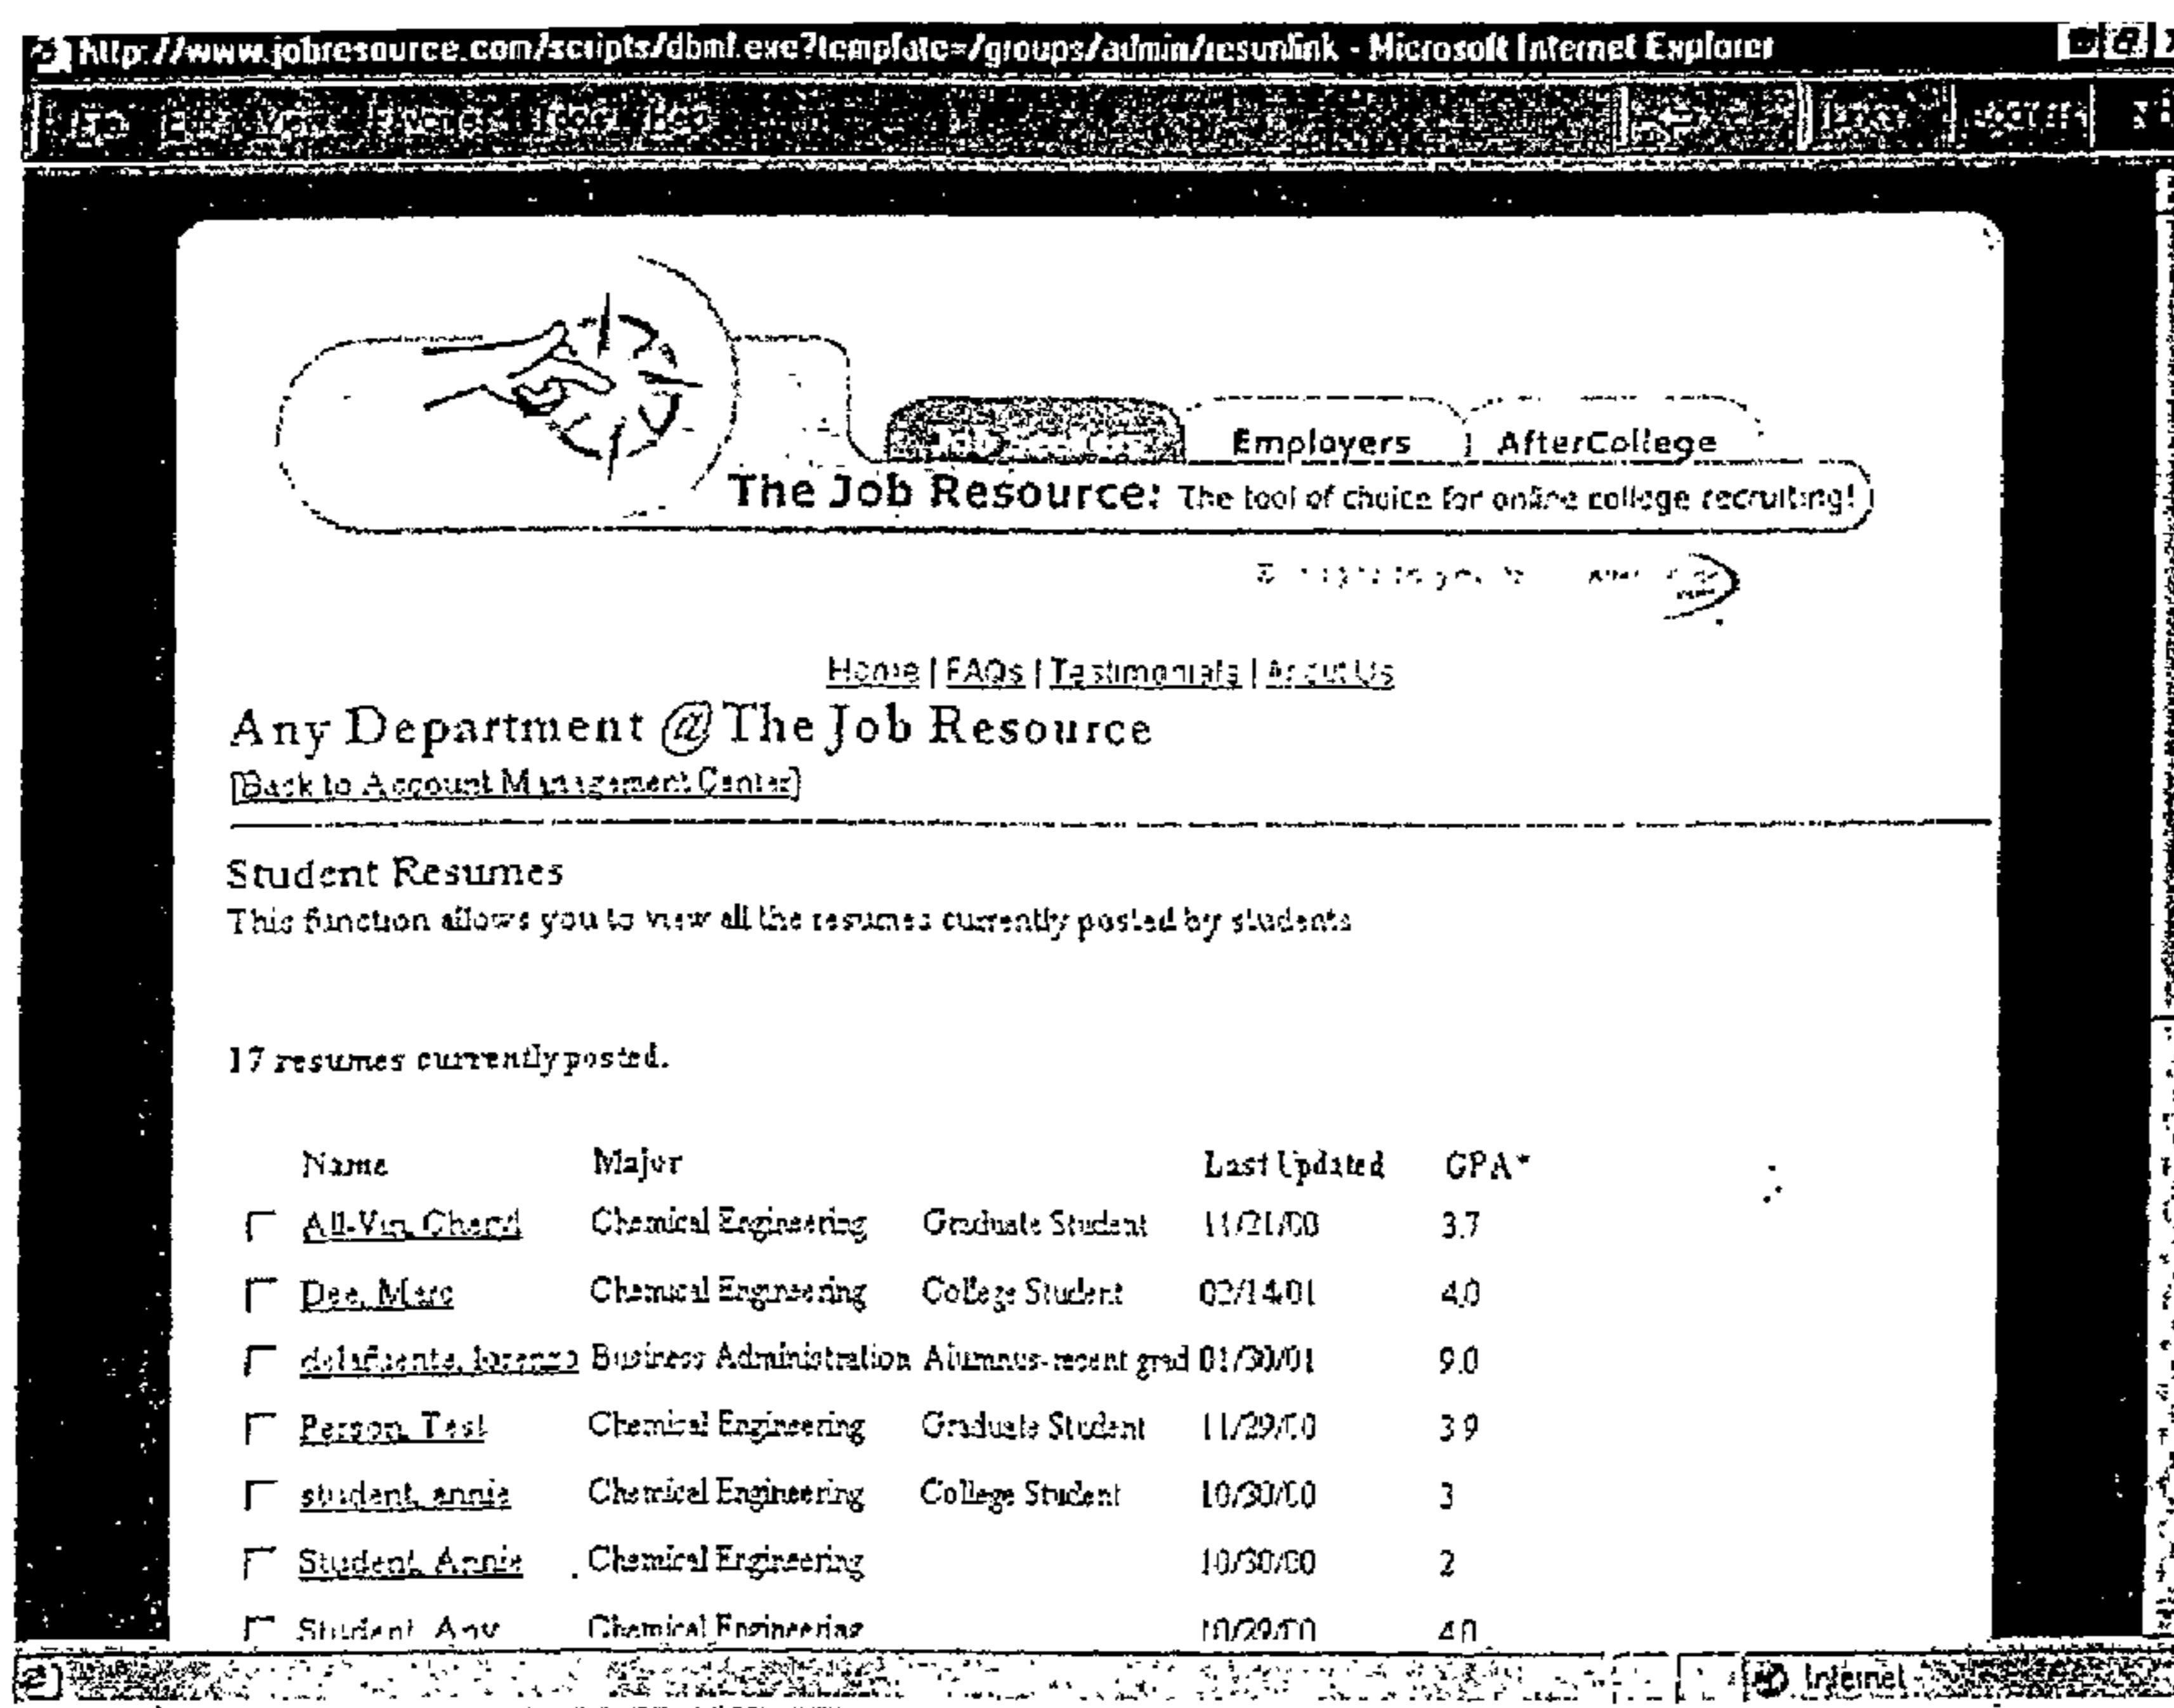 http://www.jobresource.com/scripts/dbml.exe?template=/groups/admin/resumlink - Microsoft Internet Explorer
Employers
AfterCollege
The Job Resource: The tool of choice for online college recruiting!
Home | FAQs | Testimonials | About Us
Any Department @ The Job Resource
[Back to Account Management Center]
Student Resumes
This function allows you to view all the resumes currently posted by students
17 resumes currently posted.
Name Major Last Updated GPA*
Chemical Engineering Graduate Student 11/21/00 3.7
Dee, Marc Chemical Engineering College Student 02/14/01 4.0
delafuente, lorenzo Business Administration Alumnus-recent grad 01/30/01 9.0
Person, Test Chemical Engineering Graduate Student 11/29/00 3.9
student, annie Chemical Engineering College Student 10/30/00 3
Student, Annie Chemical Engineering 10/30/00 2
Student, Any Chemical Engineering 10/29/00 4.0
Internet